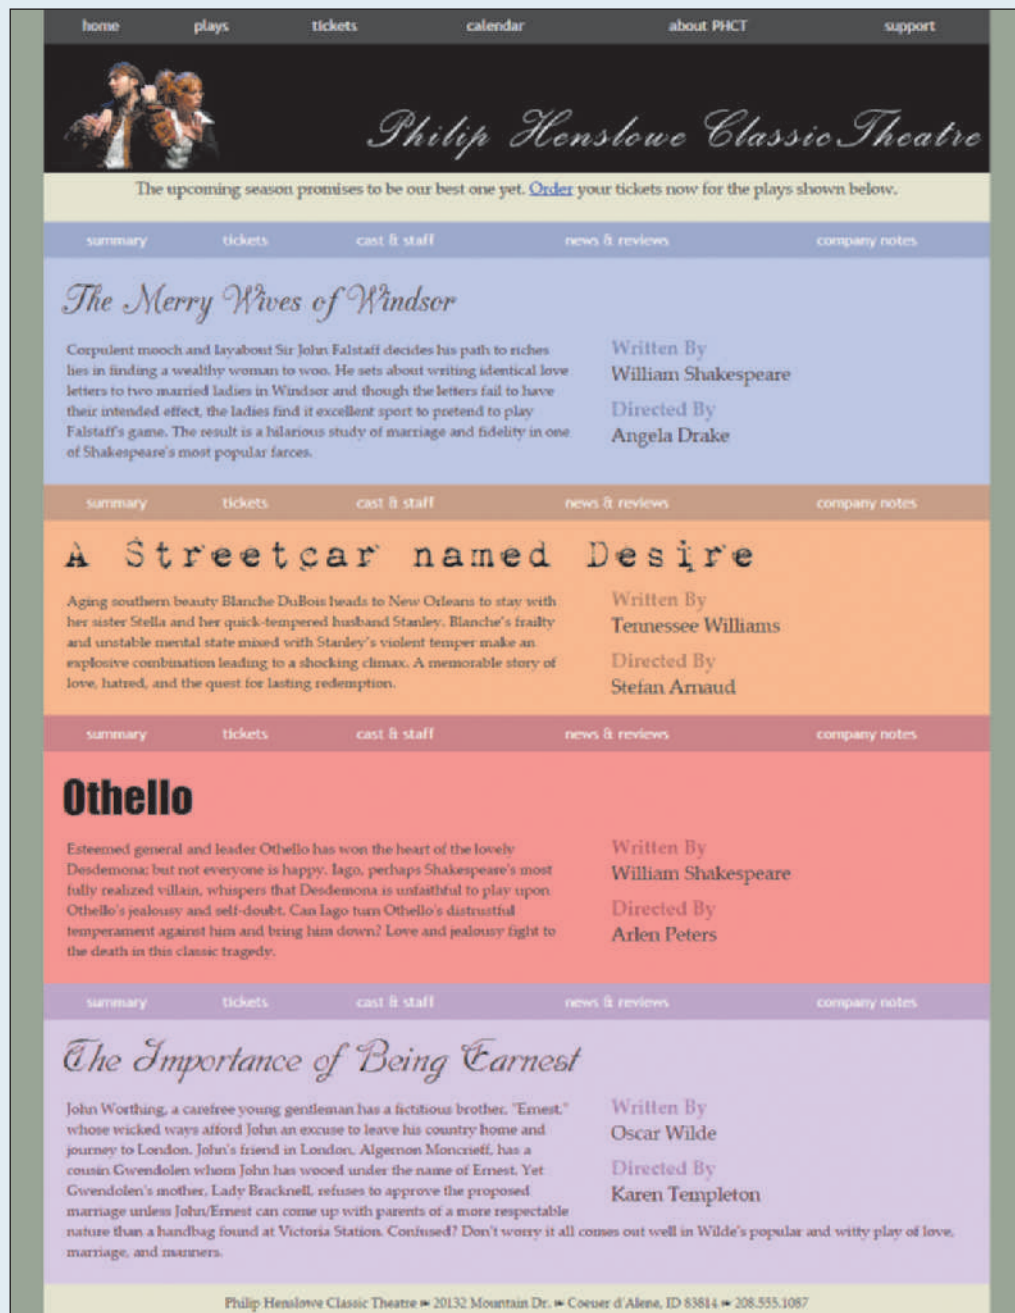 home plays tickets calendar about PHCT support
Philip Henslowe Classic Theatre
The upcoming season promises to be our best one yet. Order your tickets now for the plays shown below.
summary tickets cast & staff news & reviews company notes
The Merry Wives of Windsor
Corpulent mooch and layabout Sir John Falstaff decides his path to riches
lies in finding a wealthy woman to woo. He sets about writing identical love
letters to two married ladies in Windsor and though the letters fail to have
their intended effect, the ladies find it excellent sport to pretend to play
Falstaff's game. The result is a hilarious study of marriage and fidelity in one
of Shakespeare's most popular farces.
Written By
William Shakespeare
Directed By
Angela Drake
summary tickets cast & staff news & reviews company notes
A Streetcar named Desire
Aging southern beauty Blanche DuBois heads to New Orleans to stay with
her sister Stella and her quick-tempered husband Stanley. Blanche's frailty
and unstable mental state mixed with Stanley's violent temper make an
explosive combination leading to a shocking climax. A memorable story of
love, hatred, and the quest for lasting redemption.
Written By
Tennessee Williams
Directed By
Stefan Arnaud
summary tickets cast & staff news & reviews company notes
Othello
Esteemed general and leader Othello has won the heart of the lovely
Desdemona; but not everyone is happy. Iago, perhaps Shakespeare's most
fully realized villain, whispers that Desdemona is unfaithful to play upon
Othello's jealousy and self-doubt. Can Iago turn Othello's distrustful
temperament against him and bring him down? Love and jealousy fight to
the death in this classic tragedy.
Written By
William Shakespeare
Directed By
Arlen Peters
summary tickets cast & staff news & reviews company notes
The Importance of Being Earnest
John Worthing, a carefree young gentleman has a fictitious brother, "Ernest,"
whose wicked ways afford John an excuse to leave his country home and
journey to London. John's friend in London, Algernon Moncrieff, has a
cousin Gwendolen whom John has wooed under the name of Ernest. Yet
Gwendolen's mother, Lady Bracknell, refuses to approve the proposed
marriage unless John/Ernest can come up with parents of a more respectable
nature than a handbag found at Victoria Station. Confused? Don't worry it all comes out well in Wilde's popular and witty play of love,
marriage, and manners.
Written By
Oscar Wilde
Directed By
Karen Templeton
Philip Henslowe Classic Theatre ❧ 20132 Mountain Dr. ❧ Coeuer d'Alene, ID 83814 ❧ 208.555.1087